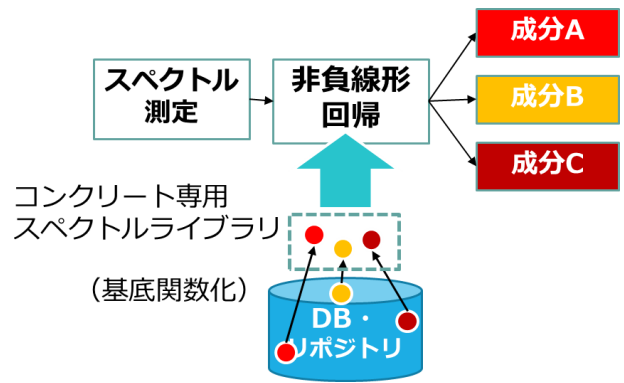 スペクトル
測定
非負線形
回帰
成分A
成分B
成分C
コンクリート専用
スペクトルライブラリ
（基底関数化）
DB・
リポジトリ